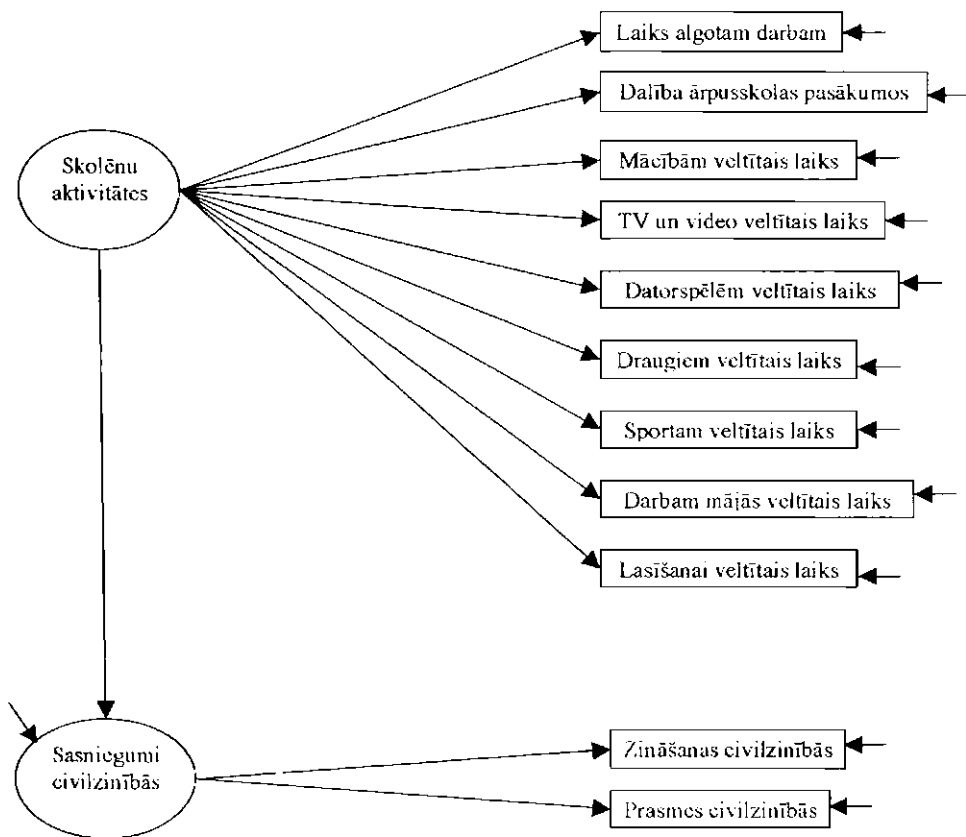 Laiks algotam darbam
Dalība ārpusskolas pasākumos
Skolēnu
aktivitātes
Mācībām veltītais laiks
TV un video veltītais laiks
Datorspēlēm veltītais laiks
Draugiem veltītais laiks
Sportam veltītais laiks
Darbam mājās veltītais laiks
Lasīšanai veltītais laiks
Sasniegumi
civilzinībās
Zināšanas civilzinībās
Prasmes civilzinībās